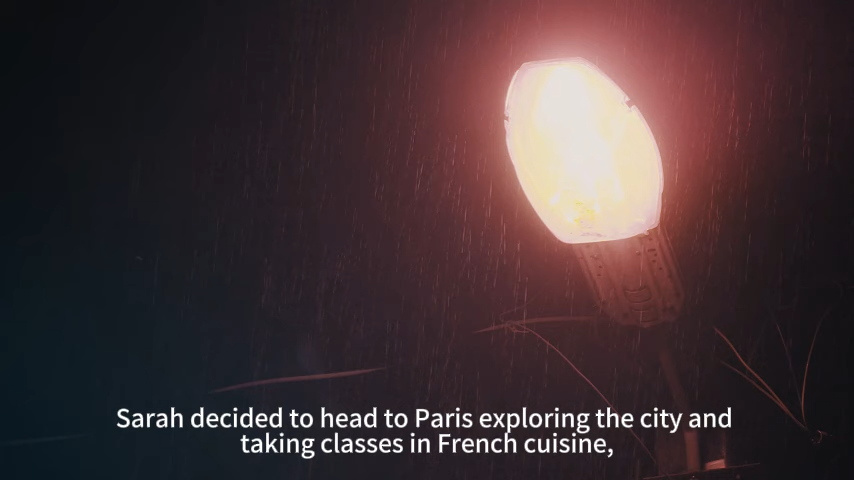 Sarah decided to head to Paris exploring the city and
taking classes in French cuisine,